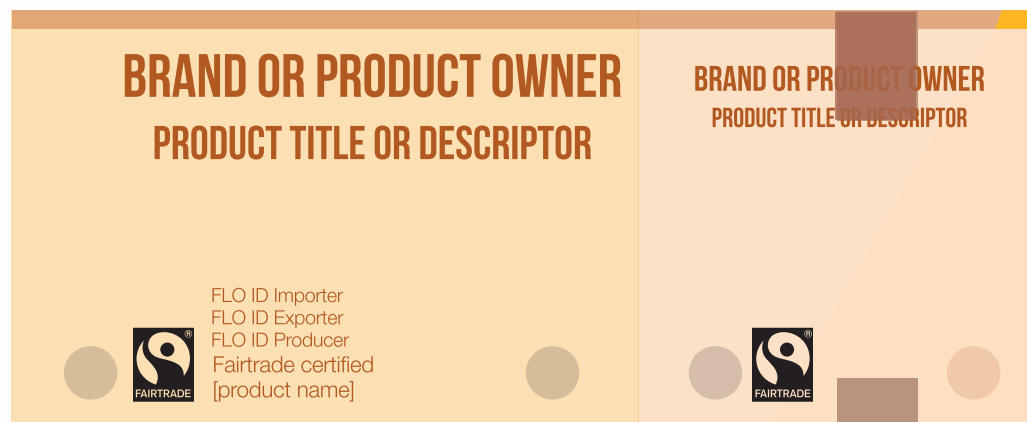 BRAND OR PRODUCT OWNER
PRODUCT TITLE OR DESCRIPTOR
FLO ID Importer
FLO ID Exporter
FLO ID Producer
Fairtrade certified
[product name]
®
FAIRTRADE
BRAND OR PRODUCT OWNER
PRODUCT TITLE OR DESCRIPTOR
®
FAIRTRADE